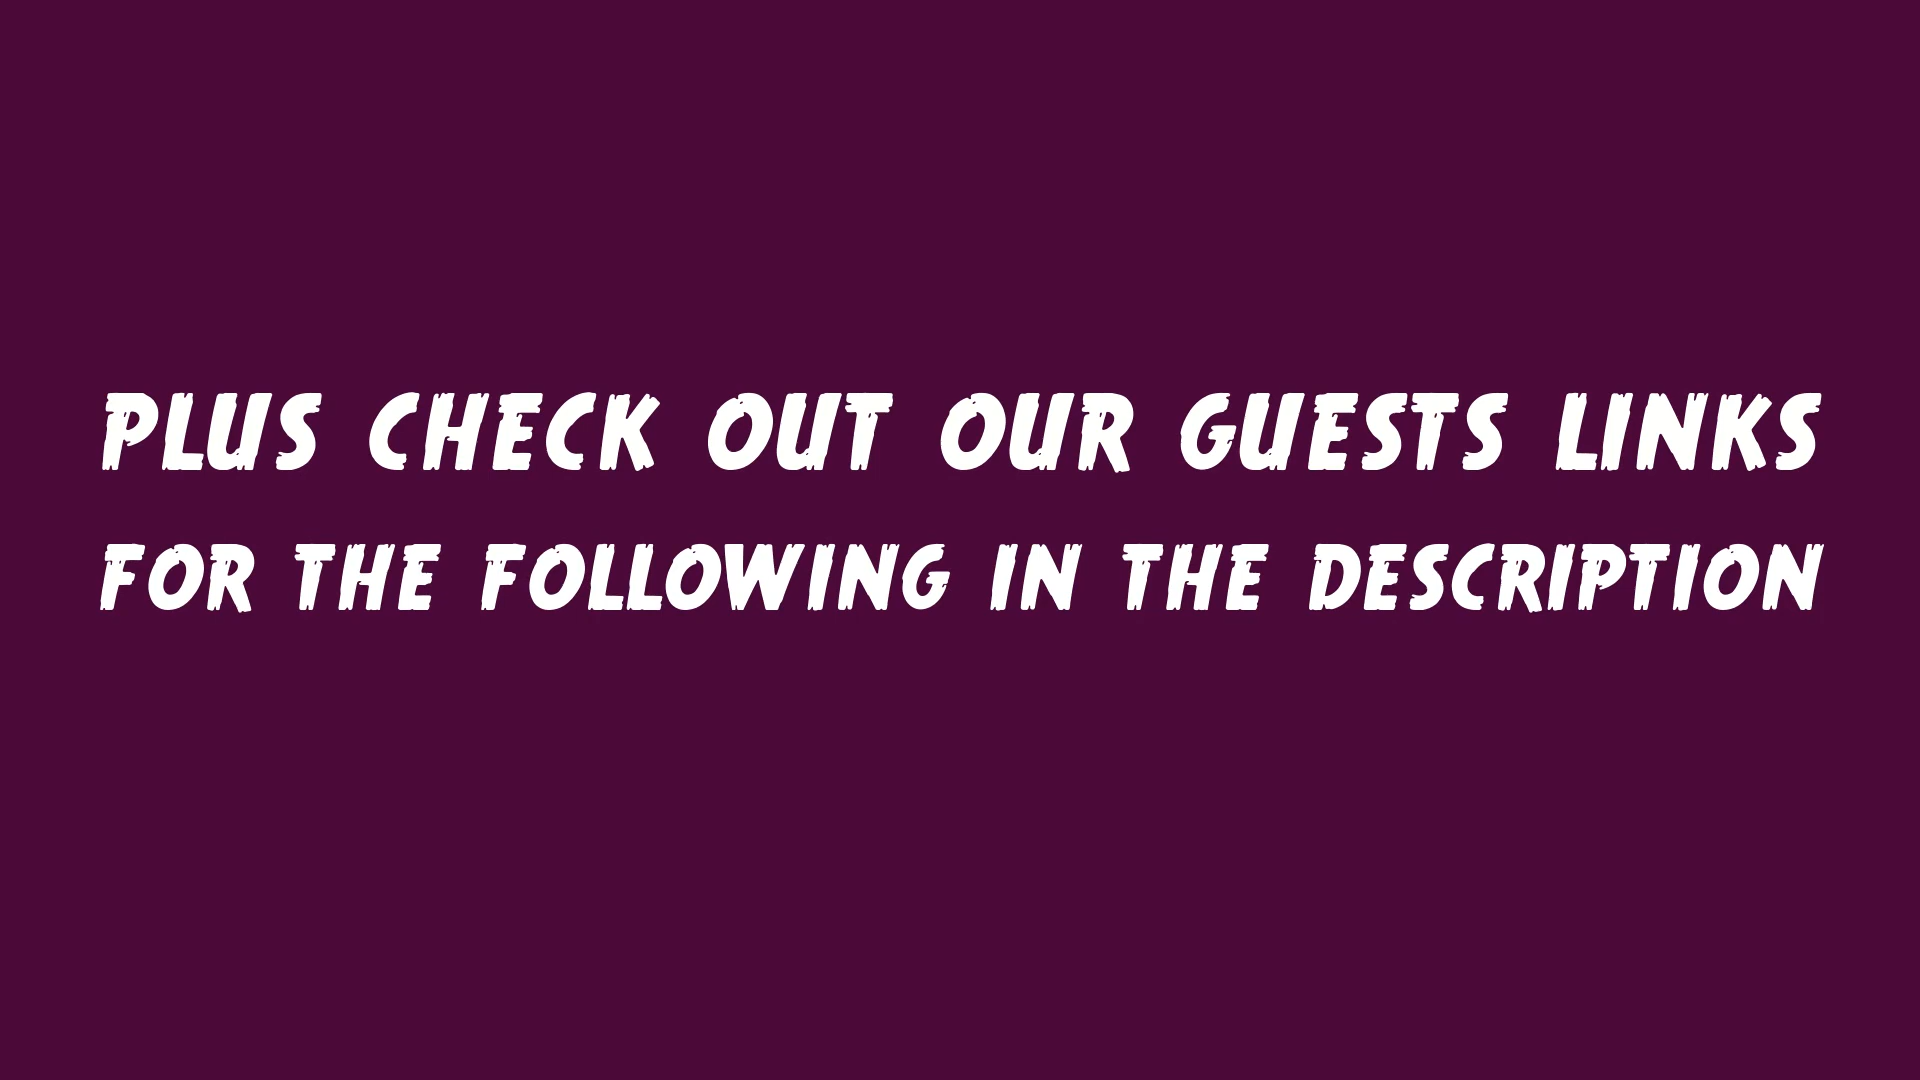 PLUS CHECK OUT OUR GUESTS LINKS
FOR THE FOLLOWING IN THE DESCRIPTION